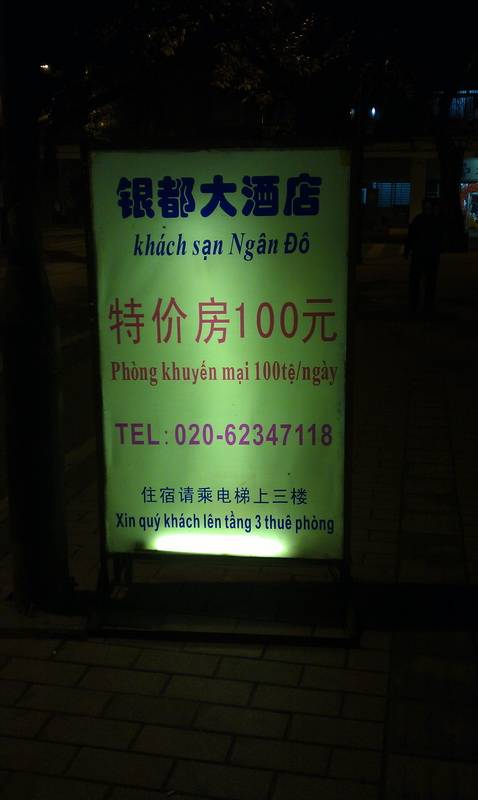 银都大酒店
khách sạn Ngân Đô
特价房100元
Phòng khuyến mại 100tệ/ngày
TEL: 020-62347118
住宿请乘电梯上三楼
Xin quý khách lên tầng 3 thuê phòng